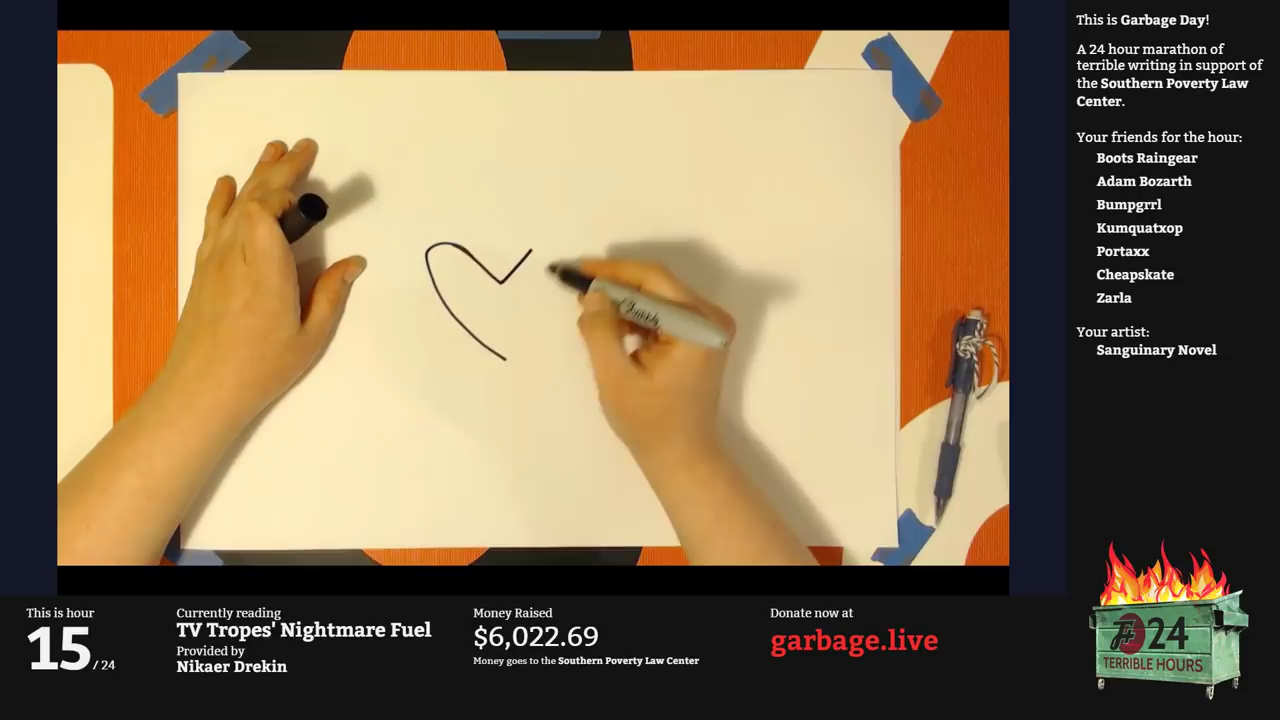 This is Garbage Day!
A 24 hour marathon of
terrible writing in support of
the Southern Poverty Law
Center.
Your friends for the hour:
Boots Raingear
Adam Bozarth
Bumpgrrl
Kumquatxop
Portaxx
Cheapskate
Zarla
Your artist:
Sanguinary Novel
Sharpie
This is hour
15 / 24
Currently reading
TV Tropes' Nightmare Fuel
Provided by
Nikaer Drekin
Money Raised
$6,022.69
Money goes to the Southern Poverty Law Center
Donate now at
garbage.live
24
TERRIBLE HOURS